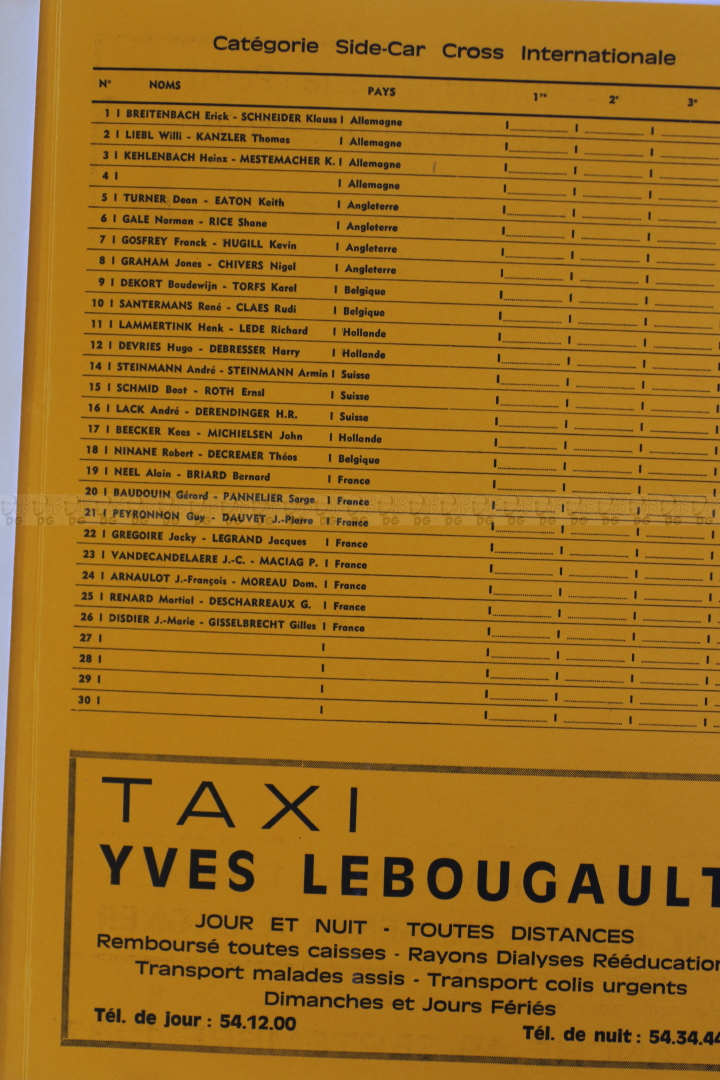 Catégorie Side-Car Cross Internationale
N° NOMS PAYS 1re 2e 3e
1 | BREITENBACH Erick - SCHNEIDER Klauss | Allemagne
2 | LIEBL Willi - KANZLER Thomas | Allemagne
3 | KEHLENBACH Heinz - MESTEMACHER K. | Allemagne
4 | | Allemagne
5 | TURNER Dean - EATON Keith | Angleterre
6 | GALE Norman - RICE Shane | Angleterre
7 | GOSFREY Franck - HUGILL Kevin | Angleterre
8 | GRAHAM Jones - CHIVERS Nigel | Angleterre
9 | DEKORT Boudewijn - TORFS Karel | Belgique
10 | SANTERMANS René - CLAES Rudi | Belgique
11 | LAMMERTINK Henk - LEDE Richard | Hollande
12 | DEVRIES Hugo - DEBRESSER Harry | Hollande
14 | STEINMANN André - STEINMANN Armin | Suisse
15 | SCHMID Beat - ROTH Ernsl | Suisse
16 | LACK André - DERENDINGER H.R. | Suisse
17 | BEECKER Kees - MICHIELSEN John | Hollande
18 | NINANE Robert - DECREMER Théos | Belgique
19 | NEEL Alain - BRIARD Bernard | France
20 | BAUDOUIN Gérard - PANNELIER Serge | France
21 | PEYRONNON Guy - DAUVET J.-Pierre | France
22 | GREGOIRE Jacky - LEGRAND Jacques | France
23 | VANDECANDELAERE J.-C. - MACIAG P. | France
24 | ARNAULOT J.-François - MOREAU Dom. | France
25 | RENARD Martial - DESCHARREAUX G. | France
26 | DISDIER J.-Marie - GISSELBRECHT Gilles | France
27 |
28 |
29 |
30 |
TAXI
YVES LEBOUGAULT
JOUR ET NUIT - TOUTES DISTANCES
Remboursé toutes caisses - Rayons Dialyses Rééducation
Transport malades assis - Transport colis urgents
Dimanches et Jours Fériés
Tél. de jour : 54.12.00
Tél. de nuit : 54.34.44